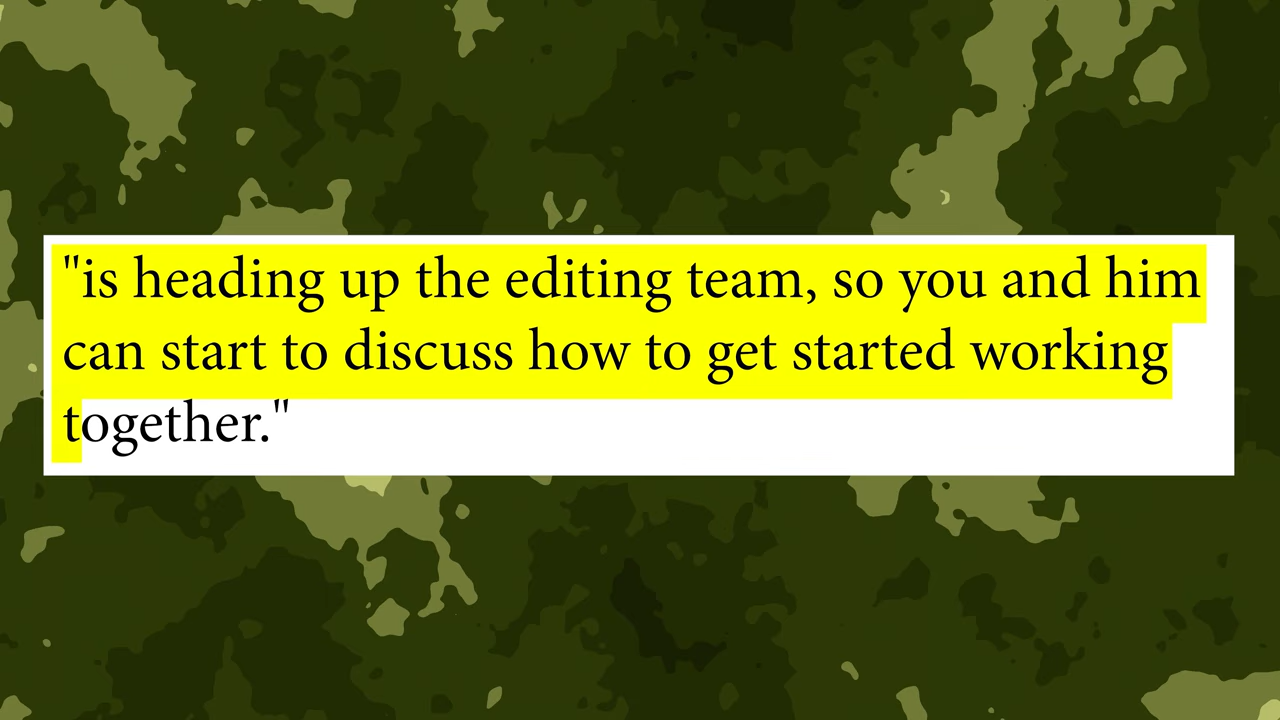 "is heading up the editing team, so you and him
can start to discuss how to get started working
together."